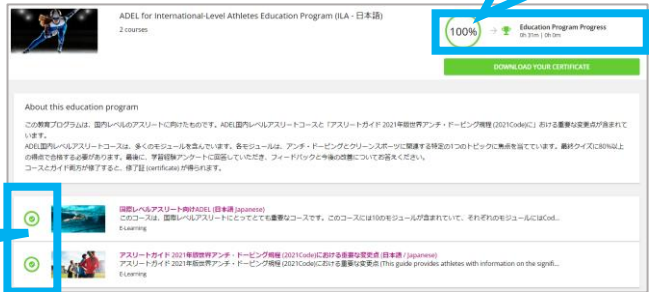 ADEL for International-Level Athletes Education Program (ILA - 日本語)
2 courses
100%
Education Program Progress
0h 31m | 0h 0m
DOWNLOAD YOUR CERTIFICATE
About this education program
この教育プログラムは、国内レベルのアスリートに向けたものです。ADEL国内レベルアスリートコースと「アスリートガイド 2021年版世界アンチ・ドーピング規程 (2021Code)に」おける重要な変更点が含まれて
います。
ADEL国内レベルアスリートコースは、多くのモジュールを含んでいます。各モジュールは、アンチ・ドーピングとクリーンスポーツに関連する特定の1つのトピックに焦点を当てています。最終クイズに80%以上
の得点で合格する必要があります。最後に、学習経験アンケートに回答していただき、フィードバックと今後の改善についてお答えください。
コースとガイド両方が修了すると、修了証 (certificate) が得られます。
国際レベルアスリート向けADEL (日本語 Japanese)
このコースは、国際レベルアスリートにとってとても重要なコースです。このコースには10のモジュールが含まれていて、それぞれのモジュールにはCod...
E-Learning
アスリートガイド 2021年版世界アンチ・ドーピング規程 (2021Code)における重要な変更点 (日本語 / Japanese)
アスリートガイド 2021年版世界アンチ・ドーピング規程 (2021Code)における重要な変更点 (This guide provides athletes with information on the signifi...
E-Learning